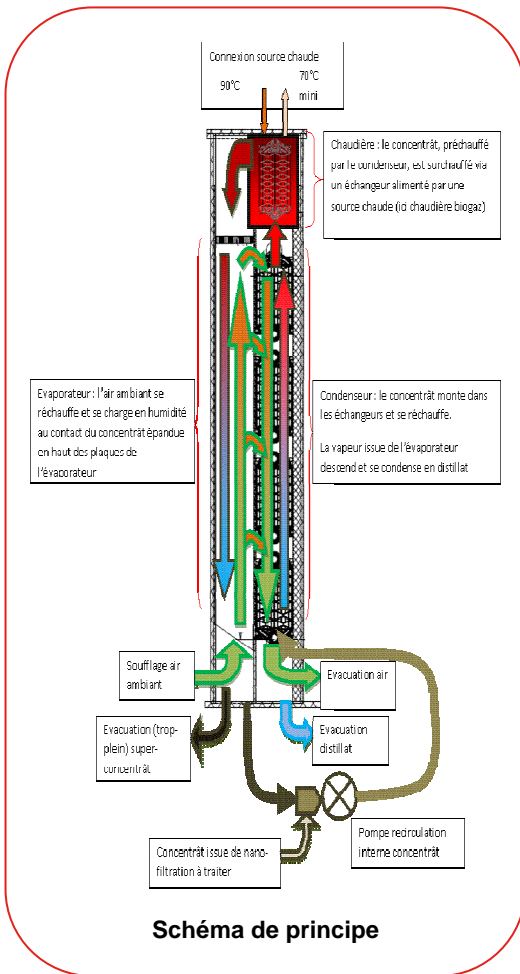 Connexion source chaude
90°C
70°C
mini
Chaudière : le concentrât, préchauffé
par le condenseur, est surchauffé via
un échangeur alimenté par une
source chaude (ici chaudière biogaz)
Evaporateur : l'air ambiant se
réchauffe et se charge en humidité
au contact du concentrât épandue
en haut des plaques de
l'évaporateur
Condenseur : le concentrât monte dans
les échangeurs et se réchauffe.
La vapeur issue de l'évaporateur
descend et se condense en distillat
Soufflage air
ambiant
Evacuation air
Evacuation (trop-
plein) super-
concentrât
Evacuation
distillat
Pompe recirculation
interne concentrât
Concentrât issue de nano-
filtration à traiter
Schéma de principe